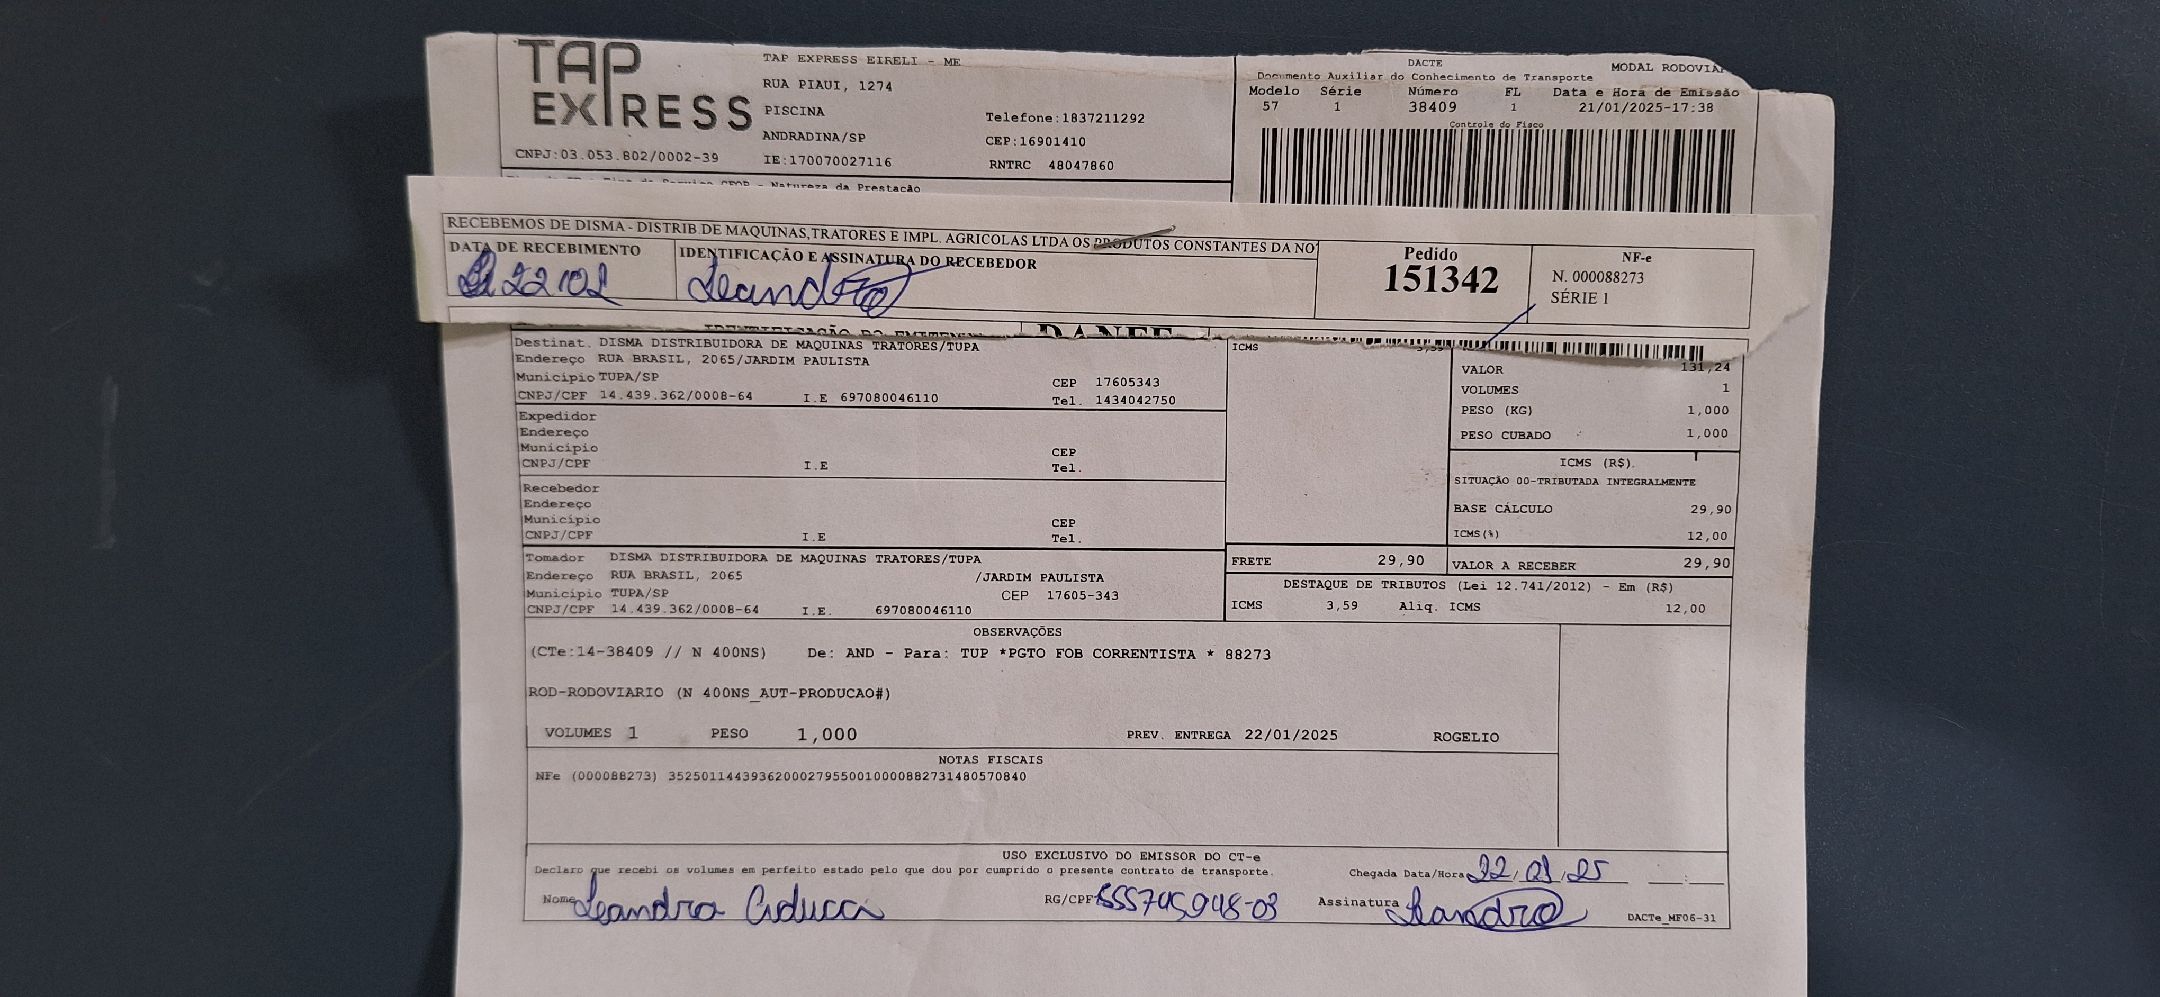 TAP EXPRESS
TAP EXPRESS EIRELI - ME
RUA PIAUI, 1274
PISCINA
ANDRADINA/SP
CNPJ:03.053.802/0002-39 IE:170070027116
Telefone:1837211292
CEP:16901410
RNTRC 48047860
DACTE MODAL RODOVIA
Documento Auxiliar do Conhecimento de Transporte
Modelo Série Número FL Data e Hora de Emissão
57 1 38409 1 21/01/2025-17:38
Controle do Fisco
Natureza da Prestação
RECEBEMOS DE DISMA - DISTRIB DE MAQUINAS,TRATORES E IMPL. AGRICOLAS LTDA OS PRODUTOS CONSTANTES DA NO
DATA DE RECEBIMENTO IDENTIFICAÇÃO E ASSINATURA DO RECEBEDOR
Pedido
151342
NF-e
N. 000088273
SÉRIE 1
DANFE
Destinat. DISMA DISTRIBUIDORA DE MAQUINAS TRATORES/TUPA
Endereço RUA BRASIL, 2065/JARDIM PAULISTA
Município TUPA/SP CEP 17605343
CNPJ/CPF 14.439.362/0008-64 I.E 697080046110 Tel. 1434042750
Expedidor
Endereço
Município CEP
CNPJ/CPF I.E Tel.
Recebedor
Endereço
Município CEP
CNPJ/CPF I.E Tel.
Tomador DISMA DISTRIBUIDORA DE MAQUINAS TRATORES/TUPA
Endereço RUA BRASIL, 2065 /JARDIM PAULISTA
Município TUPA/SP CEP 17605-343
CNPJ/CPF 14.439.362/0008-64 I.E. 697080046110
ICMS
VALOR 131,24
VOLUMES 1
PESO (KG) 1,000
PESO CUBADO 1,000
ICMS (R$).
SITUAÇÃO 00-TRIBUTADA INTEGRALMENTE
BASE CÁLCULO 29,90
ICMS(%) 12,00
FRETE 29,90 VALOR A RECEBER 29,90
DESTAQUE DE TRIBUTOS (Lei 12.741/2012) - Em (R$)
ICMS 3,59 Aliq. ICMS 12,00
OBSERVAÇÕES
(CTe:14-38409 // N 400NS) De: AND - Para: TUP *PGTO FOB CORRENTISTA * 88273
ROD-RODOVIARIO (N 400NS_AUT-PRODUCAO#)
VOLUMES 1 PESO 1,000 PREV. ENTREGA 22/01/2025 ROGELIO
NOTAS FISCAIS
NFe (000088273) 35250114439362000279550010000882731480570840
USO EXCLUSIVO DO EMISSOR DO CT-e
Declaro que recebi os volumes em perfeito estado pelo que dou por cumprido o presente contrato de transporte. Chegada Data/Hora 22/01/25
Nome Leandro RG/CPF Assinatura Leandro DACTe_MF06-31